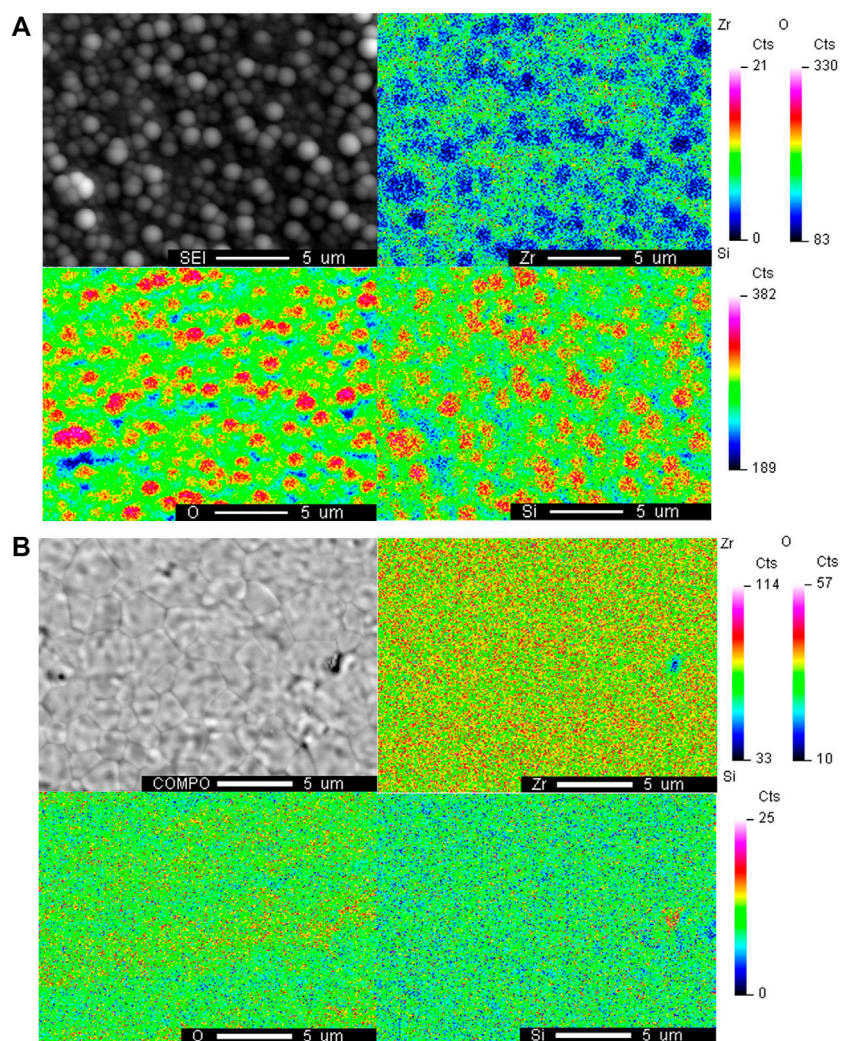 A
SEI 5 um
Zr 5 um
O 5 um
Si 5 um
Zr O
Cts Cts
21 330
0 83
Si
Cts
382
189
B
COMPO 5 um
Zr 5 um
O 5 um
Si 5 um
Zr O
Cts Cts
114 57
33 10
Si
Cts
25
0